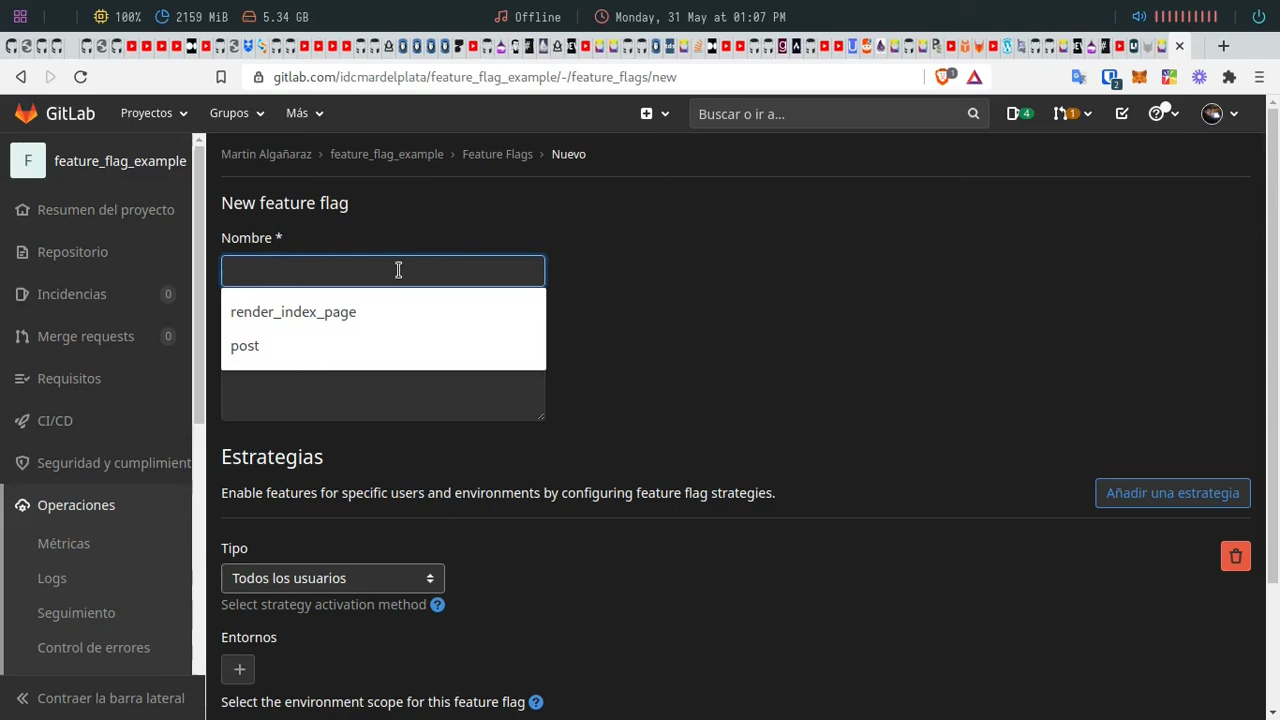 100% 2159 MiB 5.34 GB Offline Monday, 31 May at 01:07 PM
gitlab.com/idcmardelplata/feature_flag_example/-/feature_flags/new 1 2
GitLab Proyectos Grupos Más Buscar o ir a... 4 1
F feature_flag_example
Martin Algañaraz › feature_flag_example › Feature Flags › Nuevo
Resumen del proyecto
Repositorio
Incidencias 0
Merge requests 0
Requisitos
CI/CD
Seguridad y cumplimient
Operaciones
Métricas
Logs
Seguimiento
Control de errores
Contraer la barra lateral
New feature flag
Nombre *
render_index_page
post
Estrategias
Enable features for specific users and environments by configuring feature flag strategies. Añadir una estrategia
Tipo
Todos los usuarios
Select strategy activation method
Entornos
Select the environment scope for this feature flag